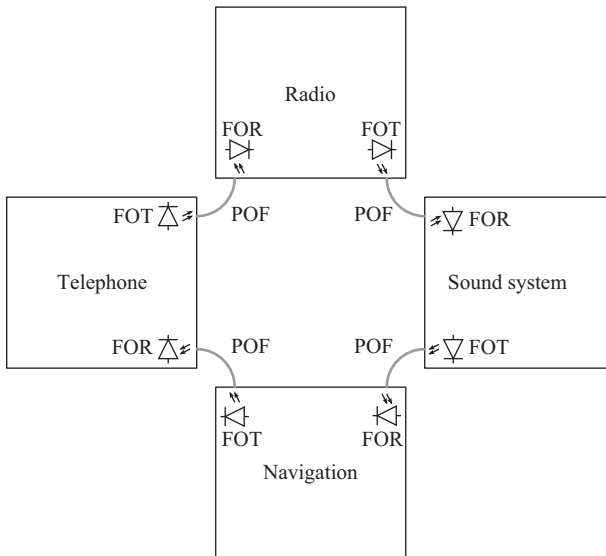 Radio
FOR
FOT
FOT
POF
POF
FOR
Telephone
Sound system
FOR
POF
POF
FOT
FOT
FOR
Navigation